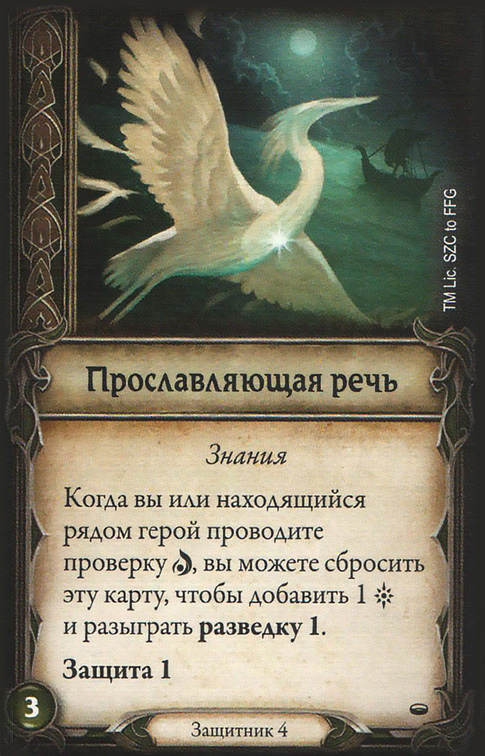 TM Lic. SZC to FFG
Прославляющая речь
Знания
Когда вы или находящийся
рядом герой проводите
проверку , вы можете сбросить
эту карту, чтобы добавить 1
и разыграть разведку 1.
Защита 1
3
Защитник 4